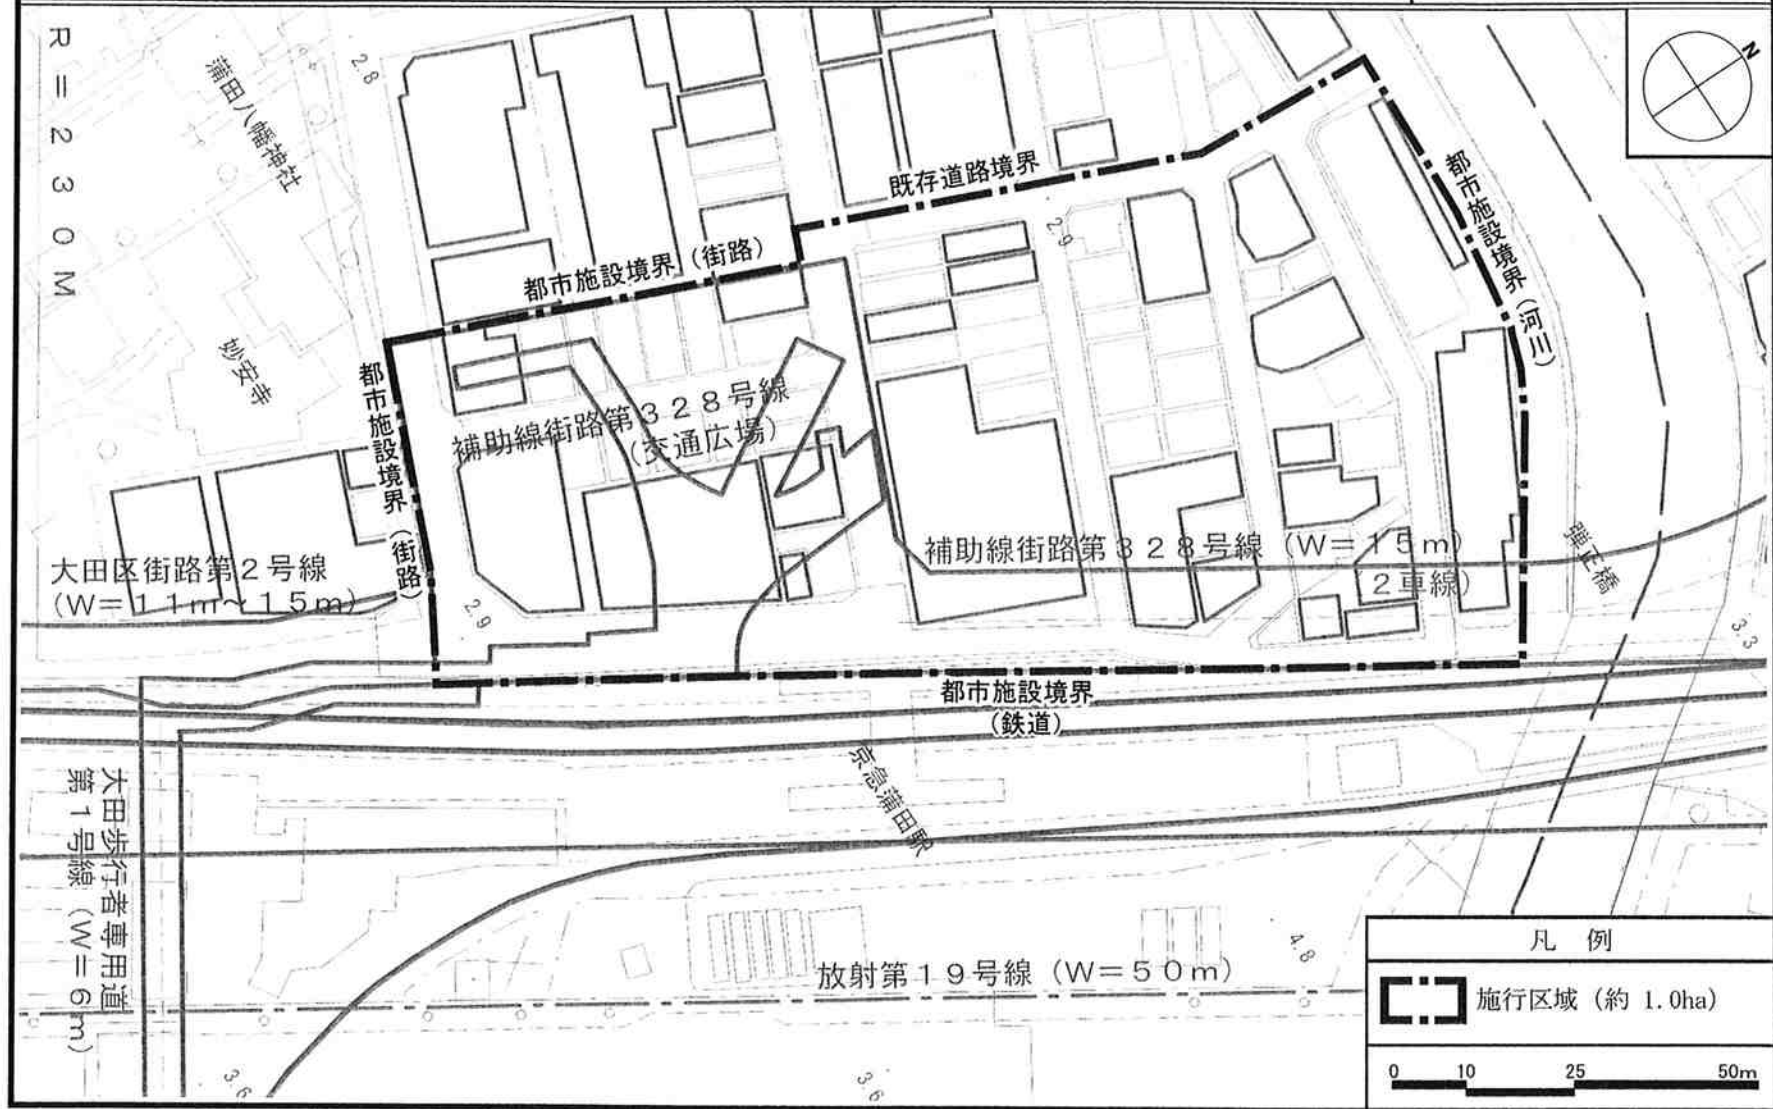 R=230M
蒲田八幡神社
2.8
N
既存道路境界
都市施設境界（河川）
都市施設境界（街路）
2.9
妙安寺
都市施設境界（街路）
補助線街路第328号線
（交通広場）
大田区街路第2号線
（W=11m～15m）
2.9
補助線街路第328号線（W=15m）
2車線）
弾正橋
3.3
都市施設境界
（鉄道）
京急蒲田駅
大田歩行者専用道
第1号線（W=6m）
放射第19号線（W=50m）
4.8
3.6
3.6
凡 例
施行区域（約 1.0ha）
0 10 25 50m